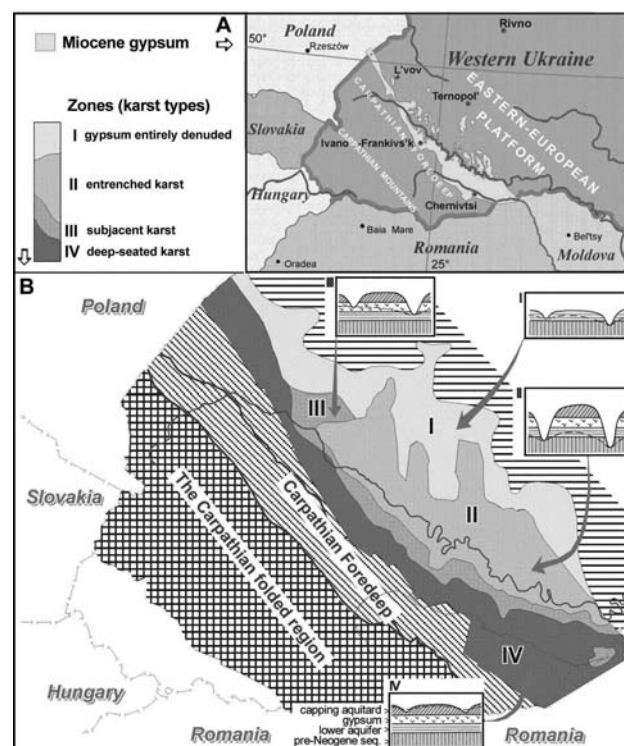 Miocene gypsum
A
Zones (karst types)
I gypsum entirely denuded
II entrenched karst
III subjacent karst
IV deep-seated karst
50°
Rzeszów
Rivno
Western Ukraine
L'vov
Ternopol'
EASTERN-EUROPEAN
PLATFORM
CARPATHIAN FOREDEEP
CARPATHIAN MOUNTAINS
Slovakia
Ivano-Frankivs'k
Chernivtsi
Hungary
Baia Mare
Romania
Bel'tsy
Moldova
Oradea
25°
B
Poland
III
I
II
III
I
II
Slovakia
Carpathian Foredeep
The Carpathian folded region
IV
Hungary
Romania
IV
capping aquitard
gypsum
lower aquifer
pre-Neogene seq.
Romania